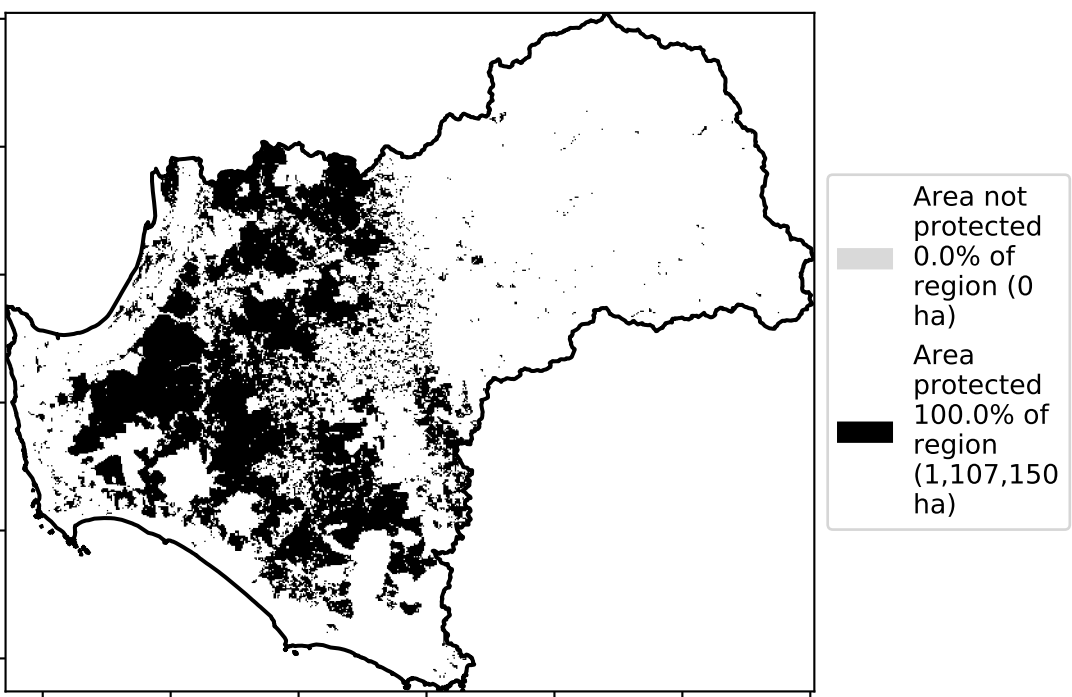 Area not
protected
0.0% of
region (0
ha)
Area
protected
100.0% of
region
(1,107,150
ha)